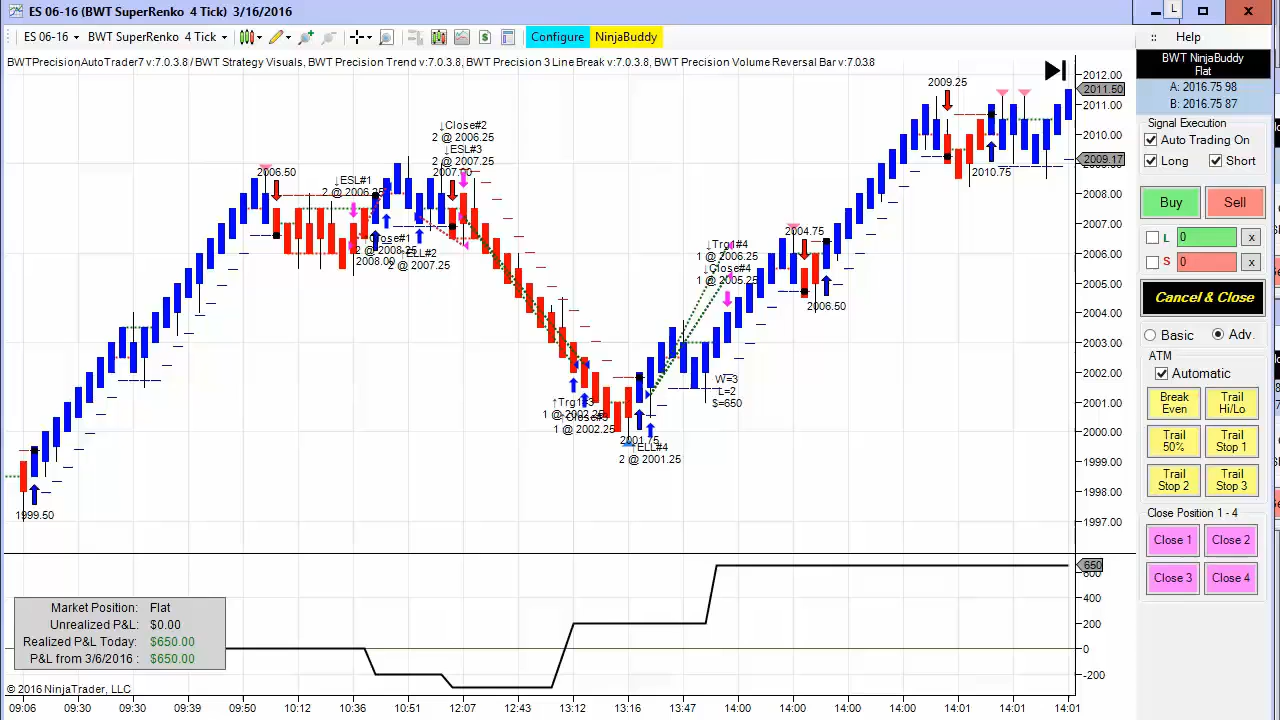 ES 06-16 (BWT SuperRenko 4 Tick) 3/16/2016
L
ES 06-16 BWT SuperRenko 4 Tick Configure NinjaBuddy
Help
BWTPrecisionAutoTrader7 v:7.0.3.8 / BWT Strategy Visuals, BWT Precision Trend v:7.0.3.8, BWT Precision 3 Line Break v:7.0.3.8, BWT Precision Volume Reversal Bar v:7.0.3.8
BWT NinjaBuddy
Flat
A: 2016.75 98
B: 2016.75 87
Signal Execution
Auto Trading On
Long Short
Buy Sell
L 0 x
S 0 x
Cancel & Close
Basic Adv.
ATM
Automatic
Break Even
Trail Hi/Lo
Trail 50%
Trail Stop 1
Trail Stop 2
Trail Stop 3
Close Position 1 - 4
Close 1 Close 2
Close 3 Close 4
2012.00
2011.50
2011.00
2010.00
2009.17
2008.00
2007.00
2006.00
2005.00
2004.00
2003.00
2002.00
2001.00
2000.00
1999.00
1998.00
1997.00
1999.50
2006.50
↓ESL#1
2 @ 2006.25
Close#1
2 @ 2008.25
2008.00
↓Close#2
2 @ 2006.25
↓ESL#3
2 @ 2007.25
2007.00
ELL#2
2 @ 2007.25
↑Trg1#3
1 @ 2002.25
↑Close#3
1 @ 2002.25
2001.75
↑ELL#4
2 @ 2001.25
↓Trg1#4
1 @ 2006.25
↓Close#4
1 @ 2005.25
W=3
L=2
$=650
2004.75
2006.50
2009.25
2010.75
650
600
400
200
0
-200
Market Position: Flat
Unrealized P&L: $0.00
Realized P&L Today: $650.00
P&L from 3/6/2016 : $650.00
© 2016 NinjaTrader, LLC
09:06 09:30 09:30 09:39 09:50 10:02 10:36 10:51 12:07 12:43 13:12 13:16 13:47 14:00 14:00 14:00 14:00 14:01 14:01 14:01